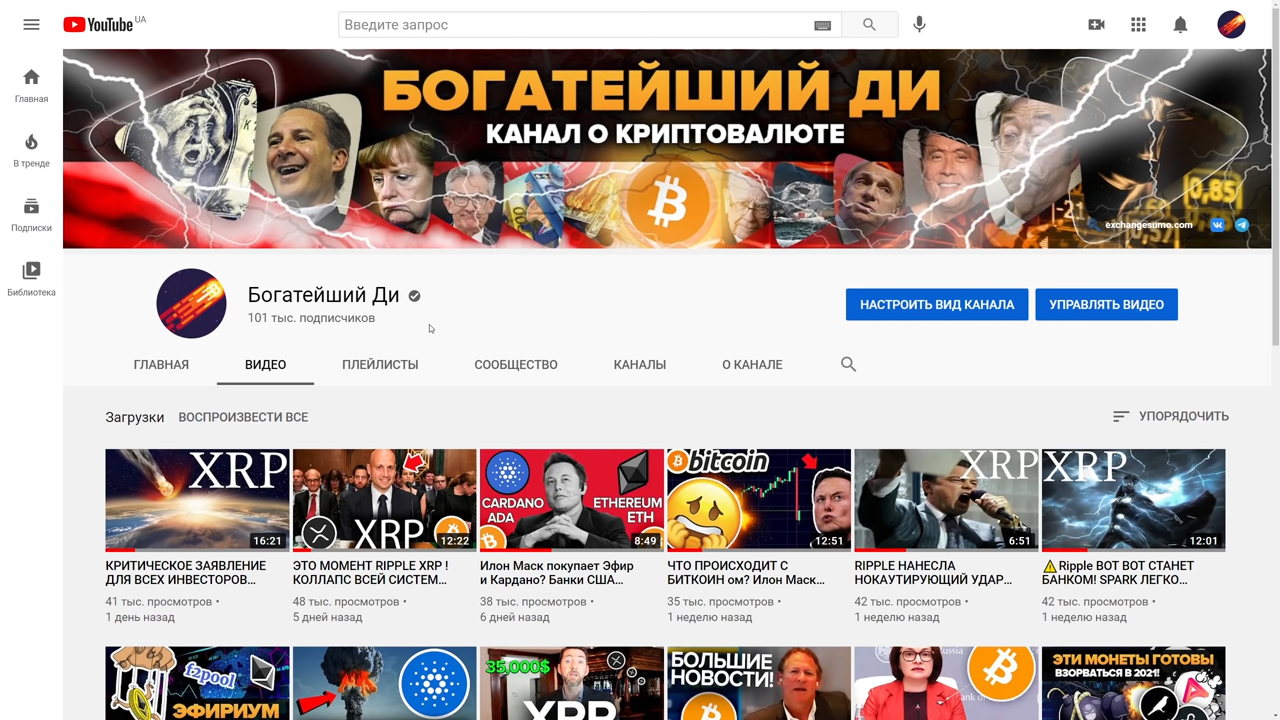 YouTube UA
Введите запрос
Главная
В тренде
Подписки
Библиотека
БОГАТЕЙШИЙ ДИ
КАНАЛ О КРИПТОВАЛЮТЕ
0,85
exchangesumo.com
Богатейший Ди
101 тыс. подписчиков
НАСТРОИТЬ ВИД КАНАЛА
УПРАВЛЯТЬ ВИДЕО
ГЛАВНАЯ ВИДЕО ПЛЕЙЛИСТЫ СООБЩЕСТВО КАНАЛЫ О КАНАЛЕ
Загрузки ВОСПРОИЗВЕСТИ ВСЕ
УПОРЯДОЧИТЬ
XRP
16:21
КРИТИЧЕСКОЕ ЗАЯВЛЕНИЕ
ДЛЯ ВСЕХ ИНВЕСТОРОВ...
41 тыс. просмотров •
1 день назад
XRP
12:22
ЭТО МОМЕНТ RIPPLE XRP !
КОЛЛАПС ВСЕЙ СИСТЕМ...
48 тыс. просмотров •
5 дней назад
CARDANO
ADA
ETHEREUM
ETH
8:49
Илон Маск покупает Эфир
и Кардано? Банки США...
38 тыс. просмотров •
6 дней назад
bitcoin
12:51
ЧТО ПРОИСХОДИТ С
БИТКОИН ом? Илон Маск...
35 тыс. просмотров •
1 неделю назад
XRP
6:51
RIPPLE НАНЕСЛА
НОКАУТИРУЮЩИЙ УДАР...
42 тыс. просмотров •
1 неделю назад
XRP
12:01
Ripple ВОТ ВОТ СТАНЕТ
БАНКОМ! SPARK ЛЕГКО...
42 тыс. просмотров •
1 неделю назад
f2pool
ЭФИРИУМ
35,000$
XRP
БОЛЬШИЕ
НОВОСТИ!
ЭТИ МОНЕТЫ ГОТОВЫ
ВЗОРВАТЬСЯ В 2021!